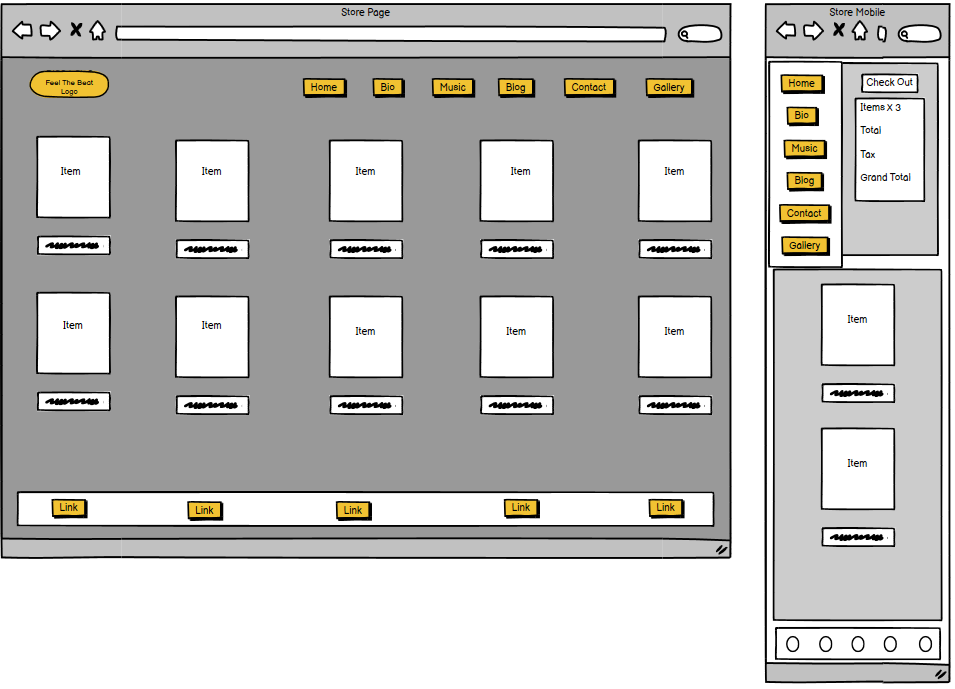 Store Page
Feel The Beat
Logo
Home
Bio
Music
Blog
Contact
Gallery
Item
Item
Item
Item
Item
Item
Item
Item
Item
Item
Link
Link
Link
Link
Link
Store Mobile
Home
Bio
Music
Blog
Contact
Gallery
Check Out
Items X 3
Total
Tax
Grand Total
Item
Item